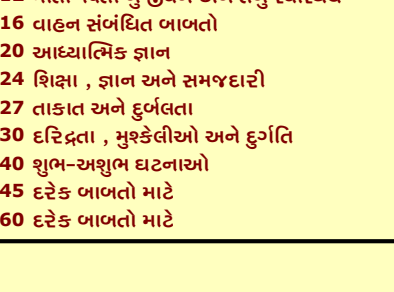 16 વાહન સંબંધિત બાબતો
20 આધ્યાત્મિક જ્ઞાન
24 શિક્ષા , જ્ઞાન અને સમજદારી
27 તાકાત અને દુર્બલતા
30 દરિદ્રતા , મુશ્કેલીઓ અને દુર્ગતિ
40 શુભ-અશુભ ઘટનાઓ
45 દરેક બાબતો માટે
60 દરેક બાબતો માટે